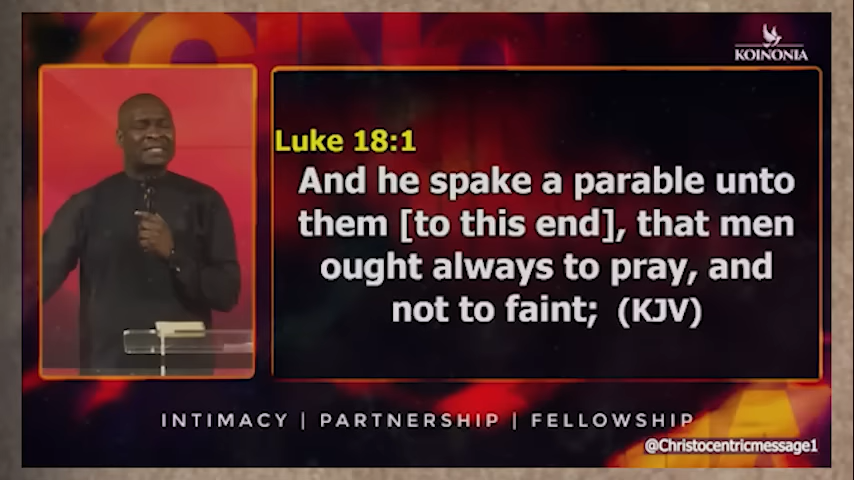 KOINONIA
Luke 18:1
And he spake a parable unto
them [to this end], that men
ought always to pray, and
not to faint; (KJV)
INTIMACY | PARTNERSHIP | FELLOWSHIP
@Christocentricmessage1